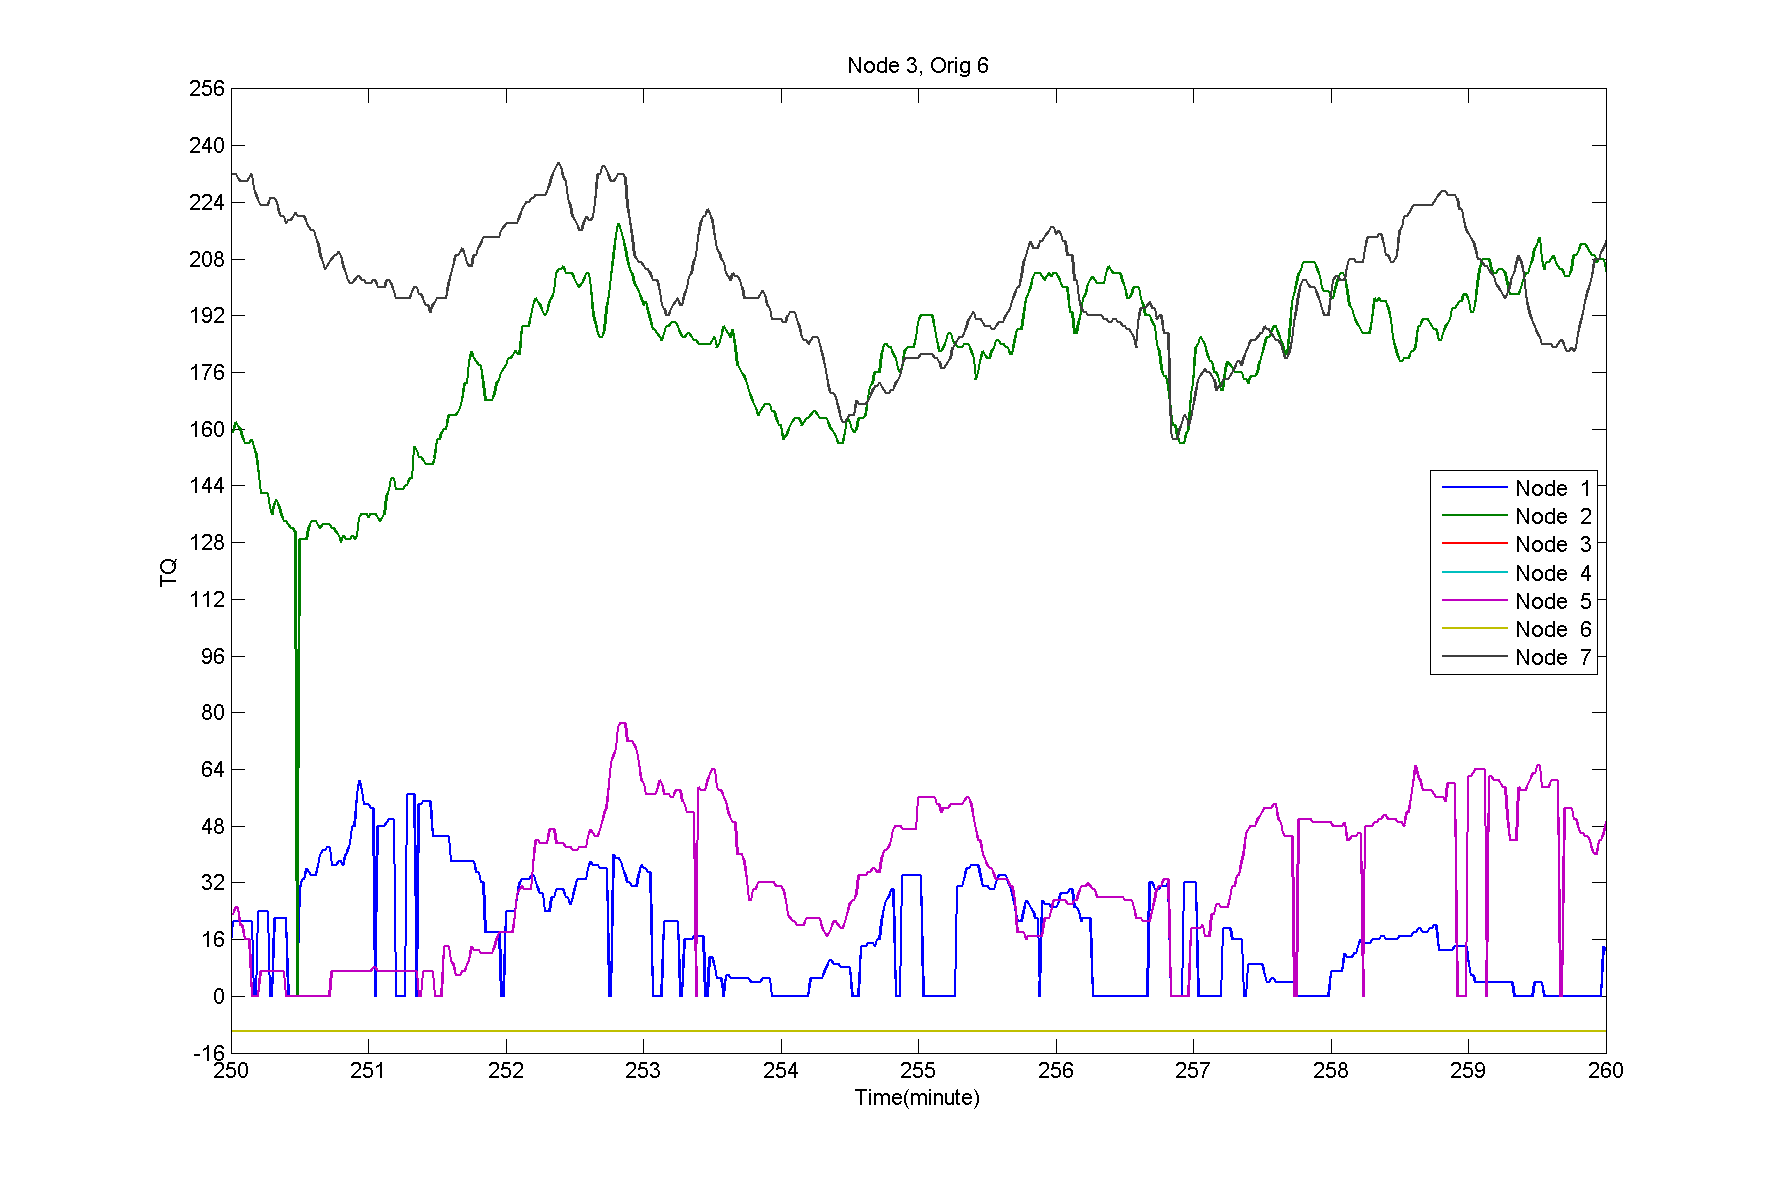 Node 3, Orig 6
256
240
224
208
192
176
160
144
128
112
96
80
64
48
32
16
0
-16
TQ
Node 1
Node 2
Node 3
Node 4
Node 5
Node 6
Node 7
250 251 252 253 254 255 256 257 258 259 260
Time(minute)